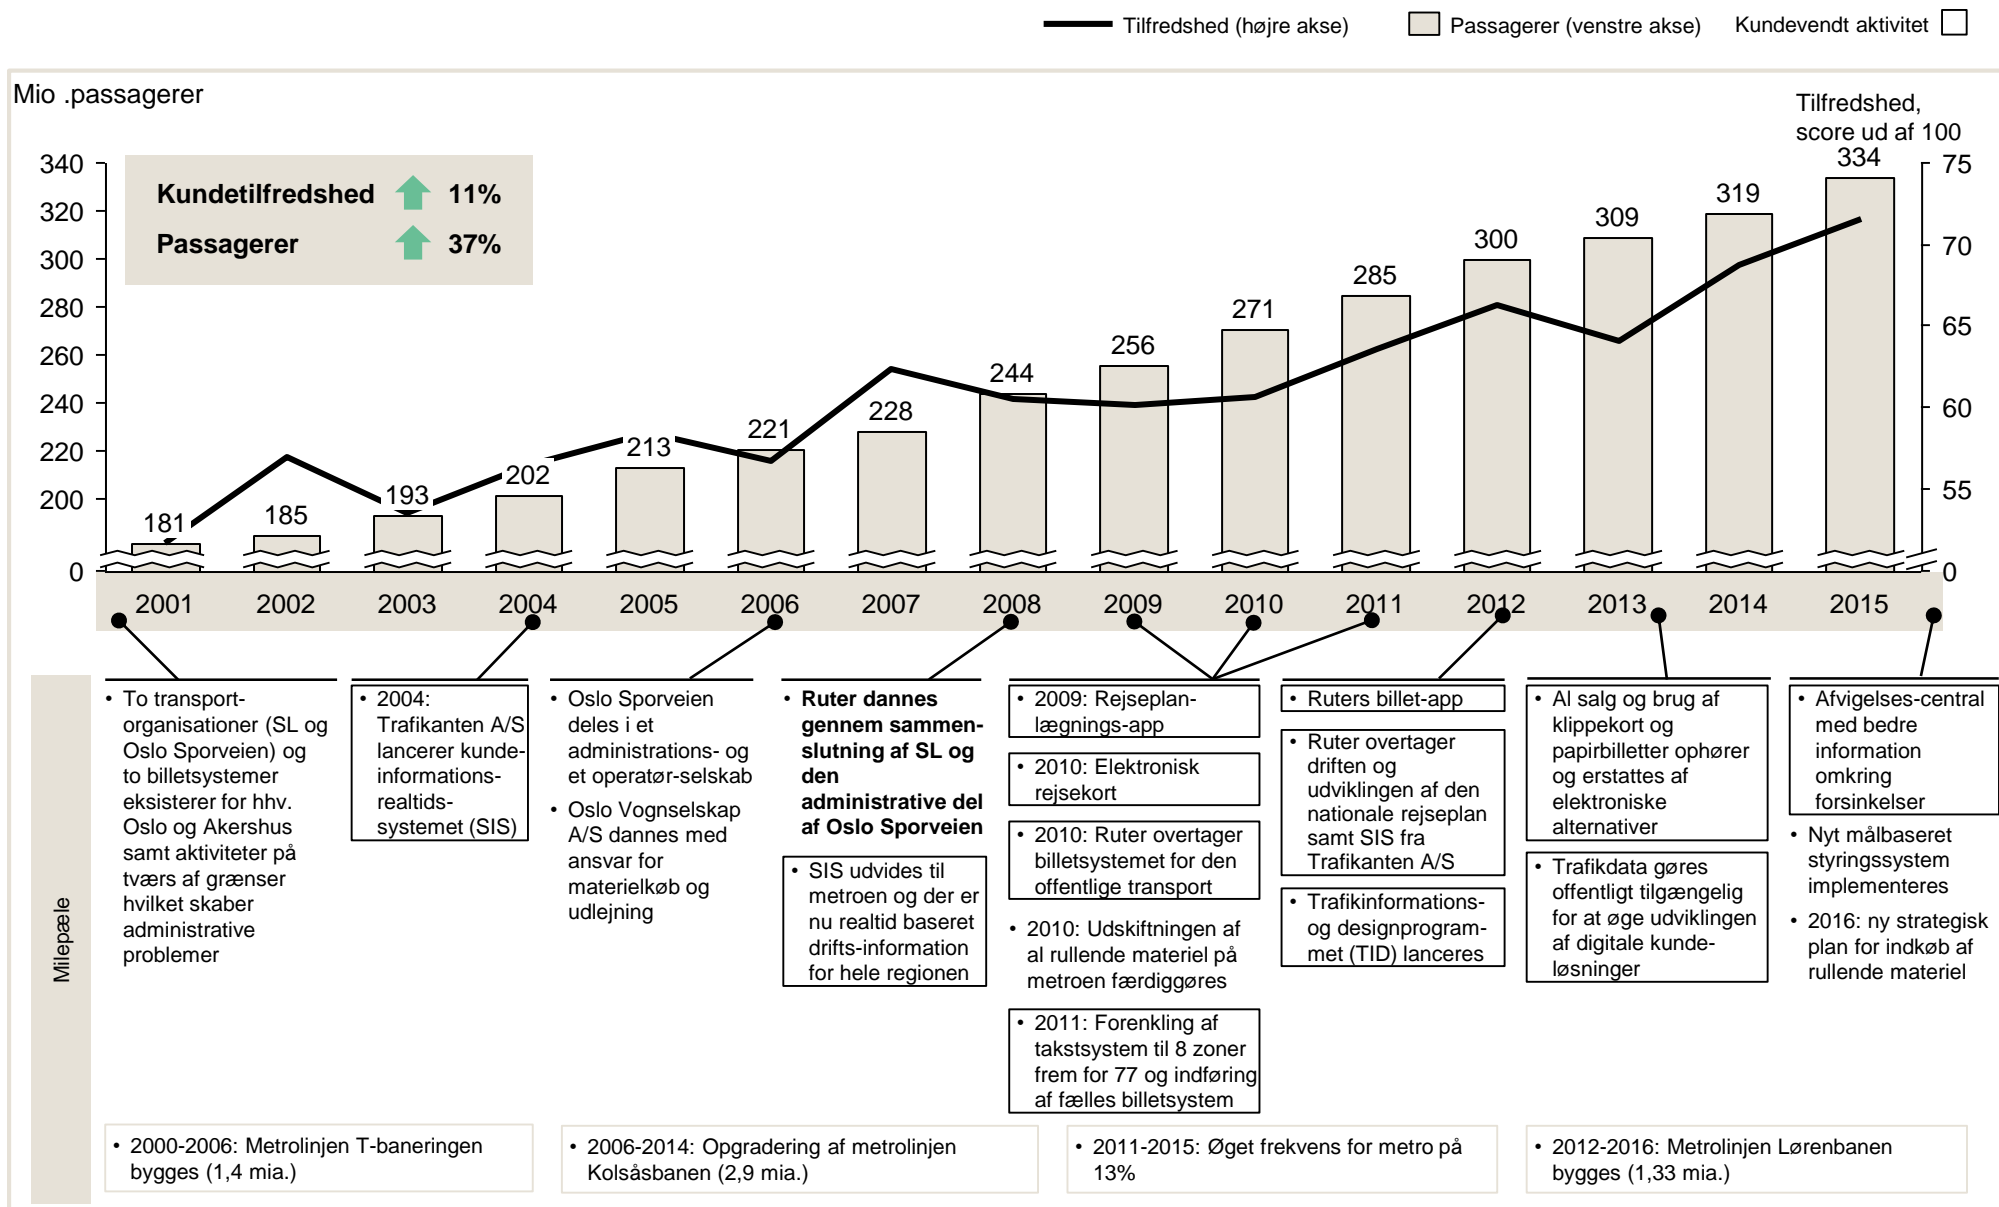 Tilfredshed (højre akse)
Passagerer (venstre akse)
Kundevendt aktivitet
Mio .passagerer
Tilfredshed,
score ud af 100
Kundetilfredshed 11%
Passagerer 37%
340
320
300
280
260
240
220
200
0
75
70
65
60
55
0
181
185
193
202
213
221
228
244
256
271
285
300
309
319
334
2001 2002 2003 2004 2005 2006 2007 2008 2009 2010 2011 2012 2013 2014 2015
Milepæle
• To transport-
organisationer (SL og
Oslo Sporveien) og
to billetsystemer
eksisterer for hhv.
Oslo og Akershus
samt aktiviteter på
tværs af grænser
hvilket skaber
administrative
problemer
• 2004:
Trafikanten A/S
lancerer kunde-
informations-
realtids-
systemet (SIS)
• Oslo Sporveien
deles i et
administrations- og
et operatør-selskab
• Oslo Vognselskap
A/S dannes med
ansvar for
materielkøb og
udlejning
• Ruter dannes
gennem sammen-
slutning af SL og
den
administrative del
af Oslo Sporveien
• SIS udvides til
metroen og der er
nu realtid baseret
drifts-information
for hele regionen
• 2009: Rejseplan-
lægnings-app
• 2010: Elektronisk
rejsekort
• 2010: Ruter overtager
billetsystemet for den
offentlige transport
• 2010: Udskiftningen af
al rullende materiel på
metroen færdiggøres
• 2011: Forenkling af
takstsystem til 8 zoner
frem for 77 og indføring
af fælles billetsystem
• Ruters billet-app
• Ruter overtager
driften og
udviklingen af den
nationale rejseplan
samt SIS fra
Trafikanten A/S
• Trafikinformations-
og designprogram-
met (TID) lanceres
• Al salg og brug af
klippekort og
papirbilletter ophører
og erstattes af
elektroniske
alternativer
• Trafikdata gøres
offentligt tilgængelig
for at øge udviklingen
af digitale kunde-
løsninger
• Afvigelses-central
med bedre
information
omkring
forsinkelser
• Nyt målbaseret
styringssystem
implementeres
• 2016: ny strategisk
plan for indkøb af
rullende materiel
• 2000-2006: Metrolinjen T-baneringen
bygges (1,4 mia.)
• 2006-2014: Opgradering af metrolinjen
Kolsåsbanen (2,9 mia.)
• 2011-2015: Øget frekvens for metro på
13%
• 2012-2016: Metrolinjen Lørenbanen
bygges (1,33 mia.)